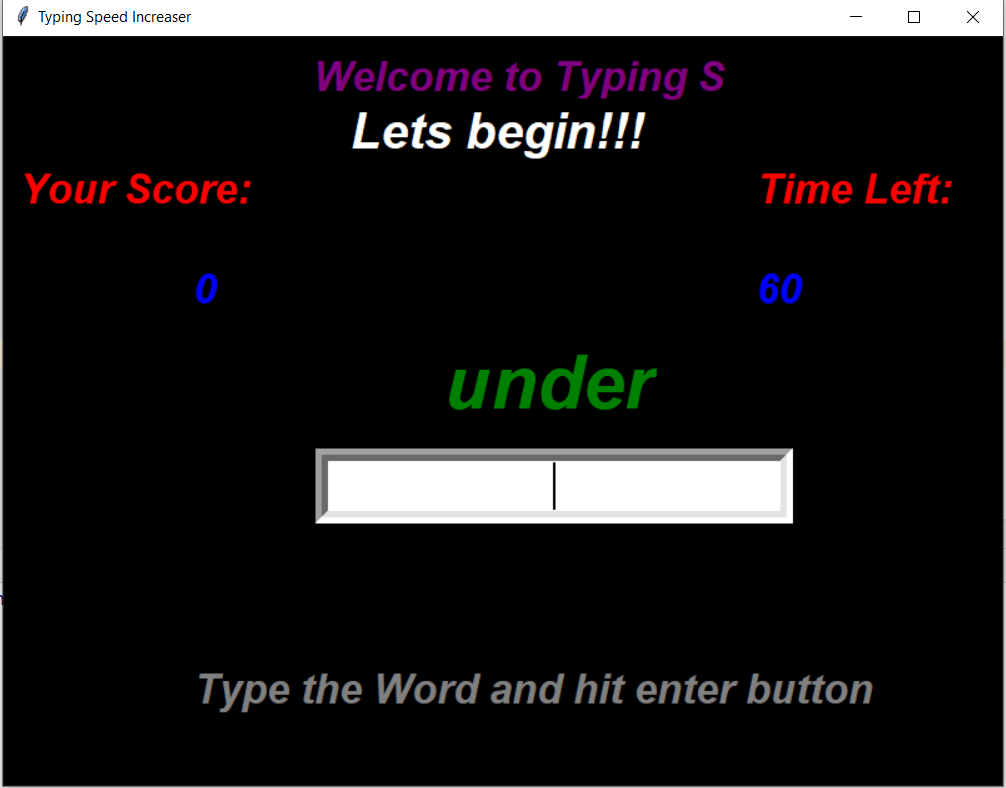 Typing Speed Increaser
Welcome to Typing S
Lets begin!!!
Your Score: Time Left:
0 60
under
Type the Word and hit enter button